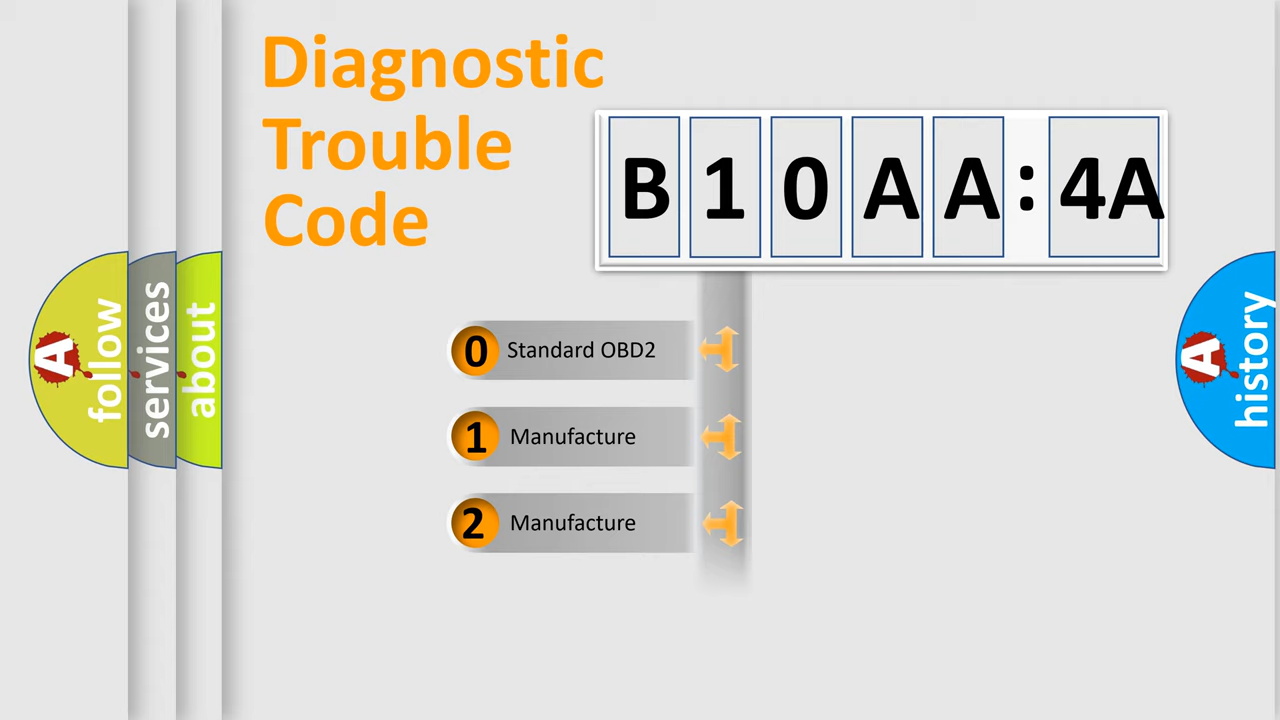 Diagnostic
Trouble
Code
B 1 0 A A : 4A
0 Standard OBD2
1 Manufacture
2 Manufacture
A follow
services
about
A history